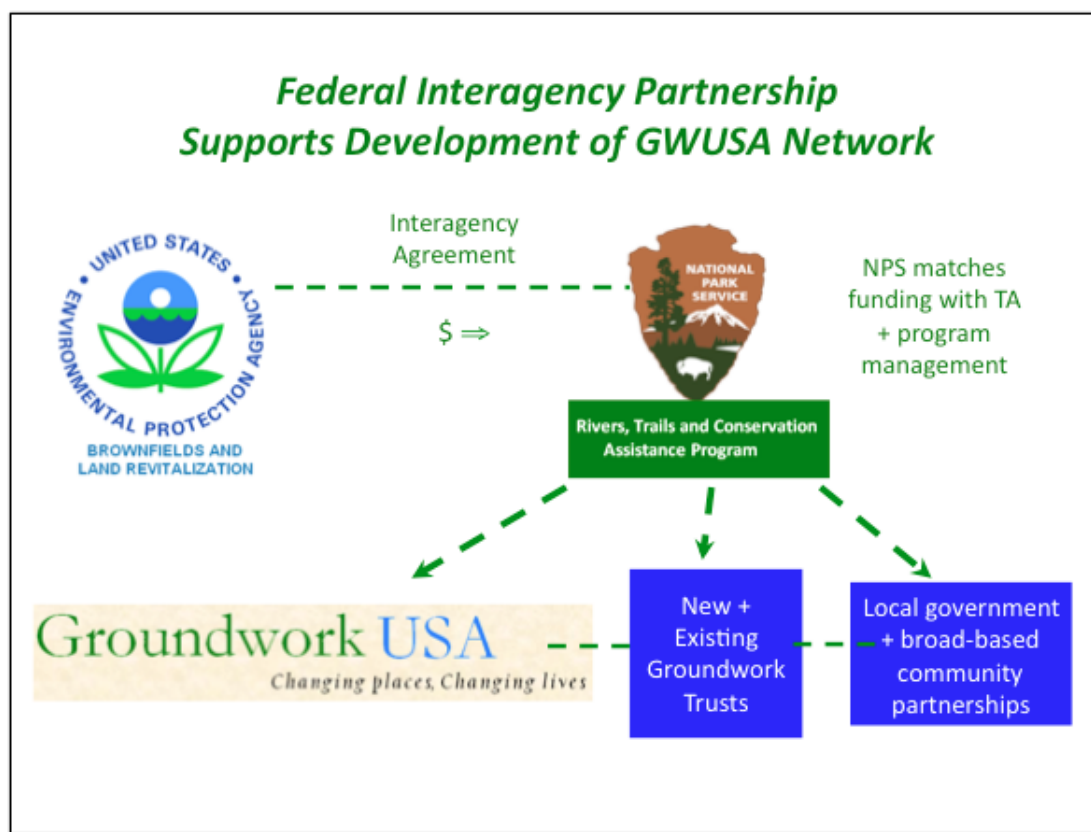 Federal Interagency Partnership
Supports Development of GWUSA Network
Interagency
Agreement
$ ⇒
UNITED STATES
ENVIRONMENTAL PROTECTION AGENCY
BROWNFIELDS AND
LAND REVITALIZATION
NATIONAL
PARK
SERVICE
NPS matches
funding with TA
+ program
management
Rivers, Trails and Conservation
Assistance Program
Groundwork USA
Changing places, Changing lives
New +
Existing
Groundwork
Trusts
Local government
+ broad-based
community
partnerships